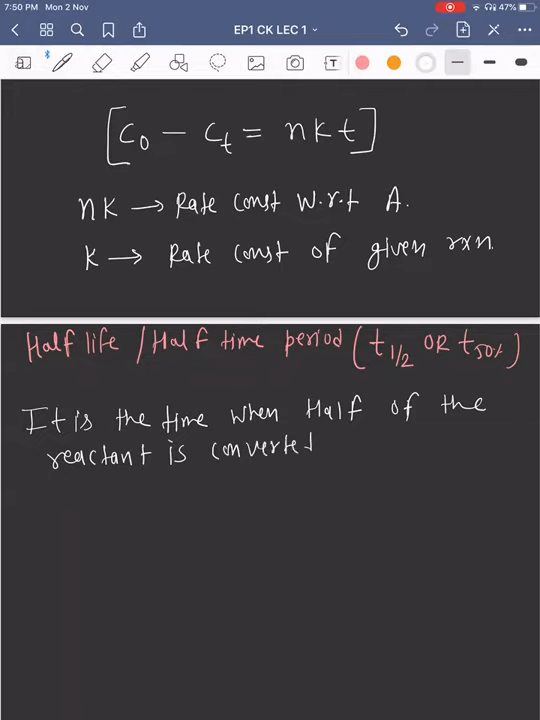 7:50 PM Mon 2 Nov
47%
EP1 CK LEC 1
T
[C₀ − Cₜ = nkt]
nk → Rate const w.r.t A.
k → Rate const of given rxn.
Half life / Half time period (t1/2 OR t50%)
It is the time when Half of the
reactant is converted